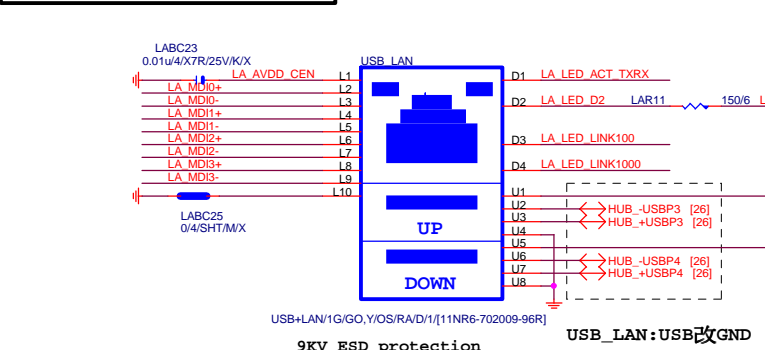 LABC23
0.01u/4/X7R/25V/K/X
USB_LAN
LA_AVDD_CEN L1
LA_MDI0+ L2
LA_MDI0- L3
LA_MDI1+ L4
LA_MDI1- L5
LA_MDI2+ L6
LA_MDI2- L7
LA_MDI3+ L8
LA_MDI3- L9
L10
LABC25
0/4/SHT/M/X
D1 LA_LED_ACT_TXRX
D2 LA_LED_D2 LAR11 150/6 L
D3 LA_LED_LINK100
D4 LA_LED_LINK1000
UP
DOWN
U1
U2 HUB_-USBP3 [26]
U3 HUB_+USBP3 [26]
U4
U5
U6 HUB_-USBP4 [26]
U7 HUB_+USBP4 [26]
U8
USB+LAN/1G/GO,Y/OS/RA/D/1/[11NR6-702009-96R]
USB_LAN:USB改GND
9KV ESD protection